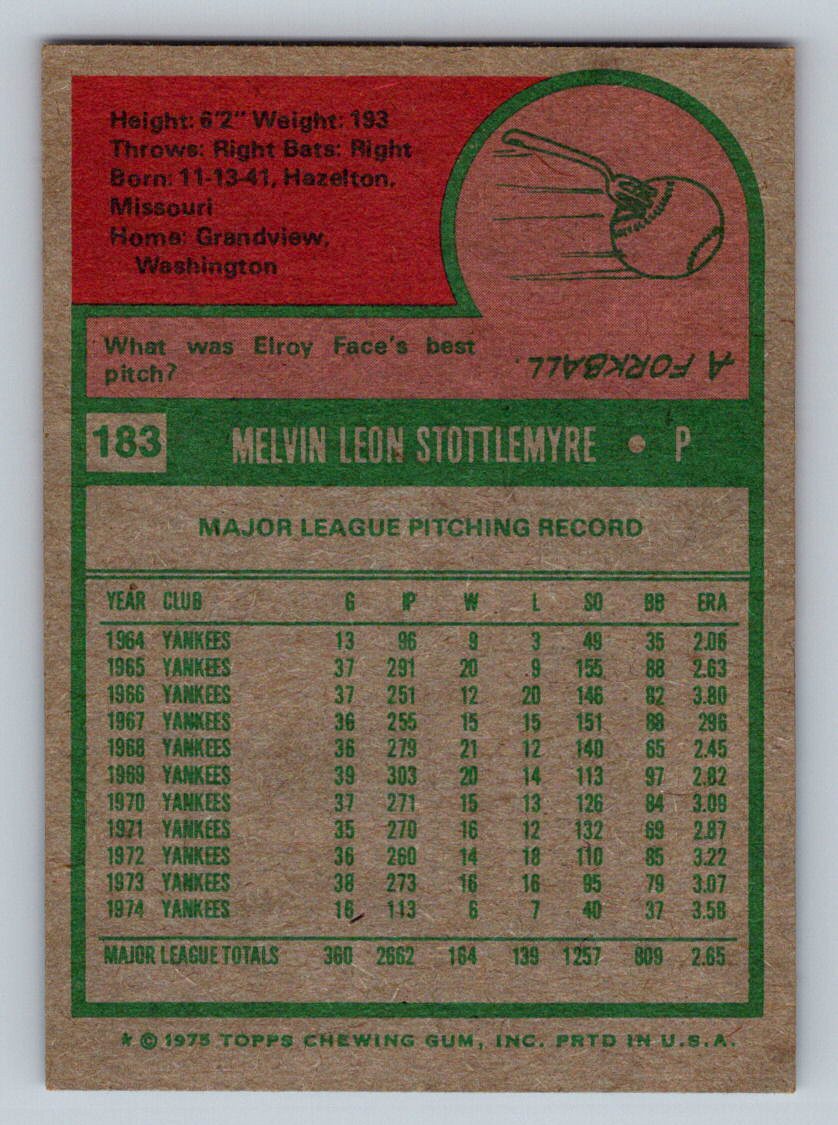 Height: 6'2" Weight: 193
Throws: Right Bats: Right
Born: 11-13-41, Hazelton,
Missouri
Home: Grandview,
Washington
What was Elroy Face's best
pitch?
A FORKBALL.
183 MELVIN LEON STOTTLEMYRE • P
MAJOR LEAGUE PITCHING RECORD
YEAR CLUB G IP W L SO BB ERA
1964 YANKEES 13 96 9 3 49 35 2.06
1965 YANKEES 37 291 20 9 155 88 2.63
1966 YANKEES 37 251 12 20 146 82 3.80
1967 YANKEES 36 255 15 15 151 88 296
1968 YANKEES 36 279 21 12 140 65 2.45
1969 YANKEES 39 303 20 14 113 97 2.82
1970 YANKEES 37 271 15 13 126 84 3.09
1971 YANKEES 35 270 16 12 132 69 2.87
1972 YANKEES 36 260 14 18 110 85 3.22
1973 YANKEES 38 273 16 16 95 79 3.07
1974 YANKEES 16 113 6 7 40 37 3.58
MAJOR LEAGUE TOTALS 360 2662 164 139 1257 809 2.65
* © 1975 TOPPS CHEWING GUM, INC. PRTD IN U.S.A.